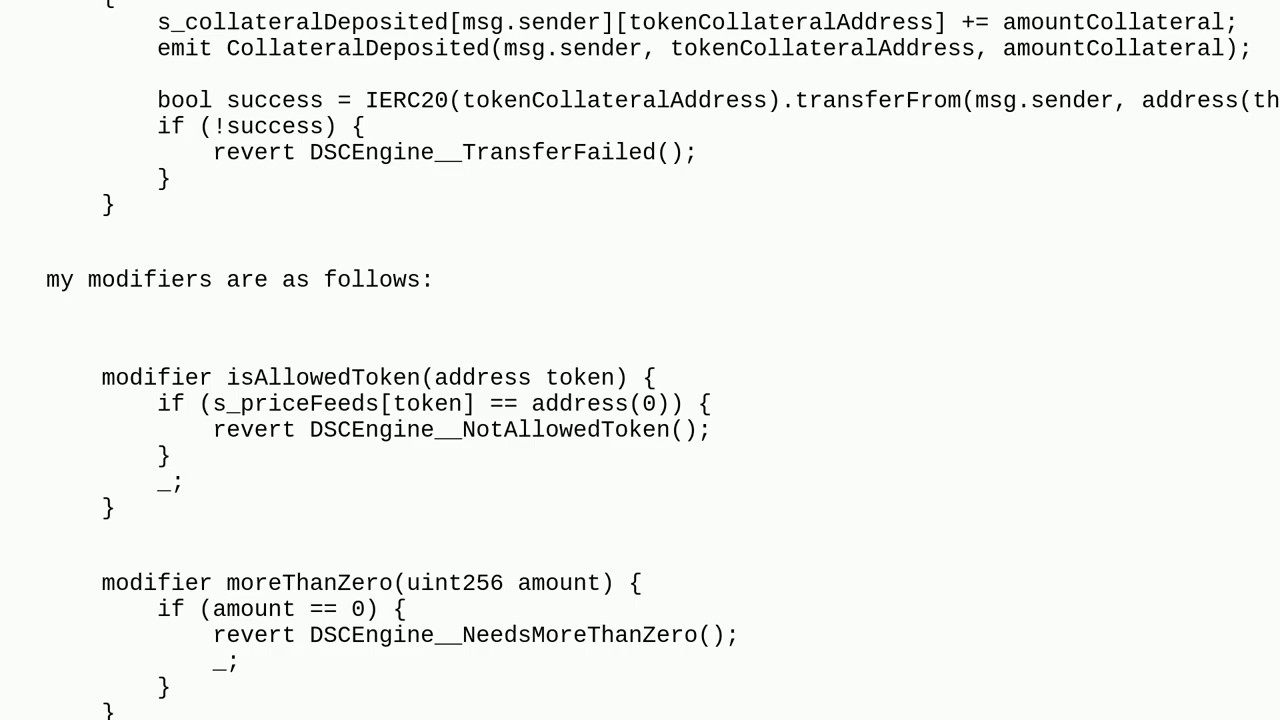 {
s_collateralDeposited[msg.sender][tokenCollateralAddress] += amountCollateral;
emit CollateralDeposited(msg.sender, tokenCollateralAddress, amountCollateral);
bool success = IERC20(tokenCollateralAddress).transferFrom(msg.sender, address(th
if (!success) {
revert DSCEngine__TransferFailed();
}
}
my modifiers are as follows:
modifier isAllowedToken(address token) {
if (s_priceFeeds[token] == address(0)) {
revert DSCEngine__NotAllowedToken();
}
_;
}
modifier moreThanZero(uint256 amount) {
if (amount == 0) {
revert DSCEngine__NeedsMoreThanZero();
_;
}
}